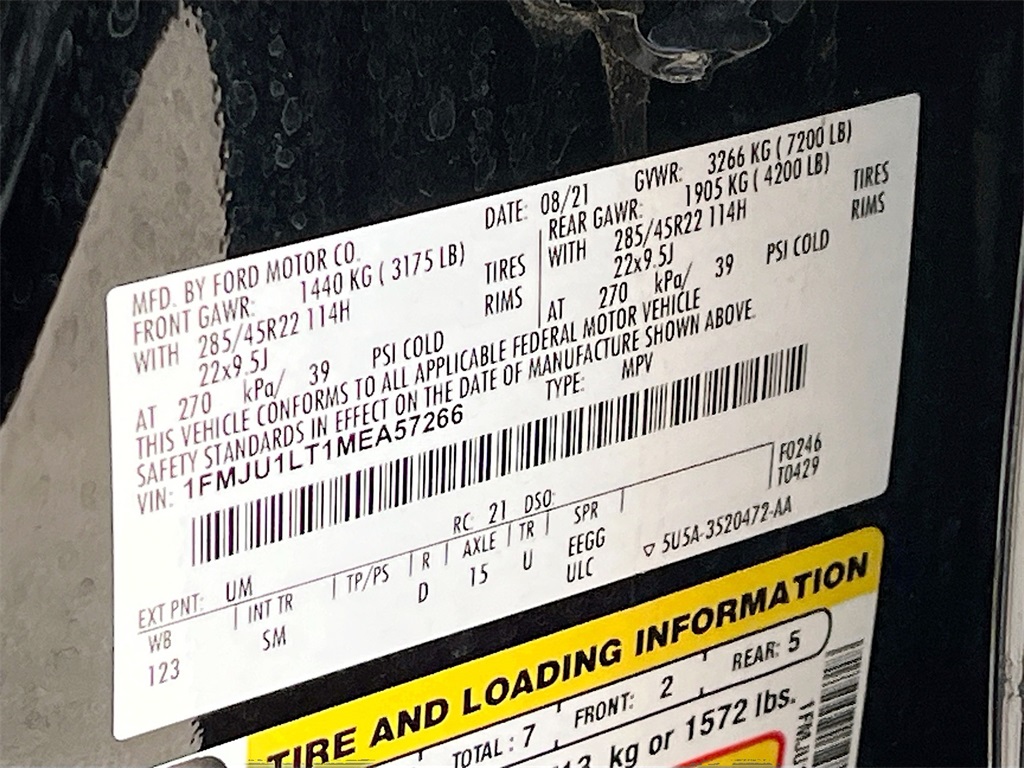 MFD. BY FORD MOTOR CO. DATE: 08/21 GVWR: 3266 KG ( 7200 LB)
FRONT GAWR: 1440 KG ( 3175 LB) REAR GAWR: 1905 KG ( 4200 LB)
WITH 285/45R22 114H TIRES WITH 285/45R22 114H TIRES
22x9.5J RIMS 22x9.5J RIMS
AT 270 kPa/ 39 PSI COLD AT 270 kPa/ 39 PSI COLD
THIS VEHICLE CONFORMS TO ALL APPLICABLE FEDERAL MOTOR VEHICLE
SAFETY STANDARDS IN EFFECT ON THE DATE OF MANUFACTURE SHOWN ABOVE.
VIN: 1FMJU1LT1MEA57266 TYPE: MPV
F0246
T0429
EXT PNT: UM RC: 21 DSO:
WB INT TR TP/PS R AXLE TR SPR
123 SM D 15 U EEGG
ULC
5U5A-3520472-AA
TIRE AND LOADING INFORMATION
TOTAL : 7 FRONT: 2 REAR: 5
kg or 1572 lbs.
1FMJU